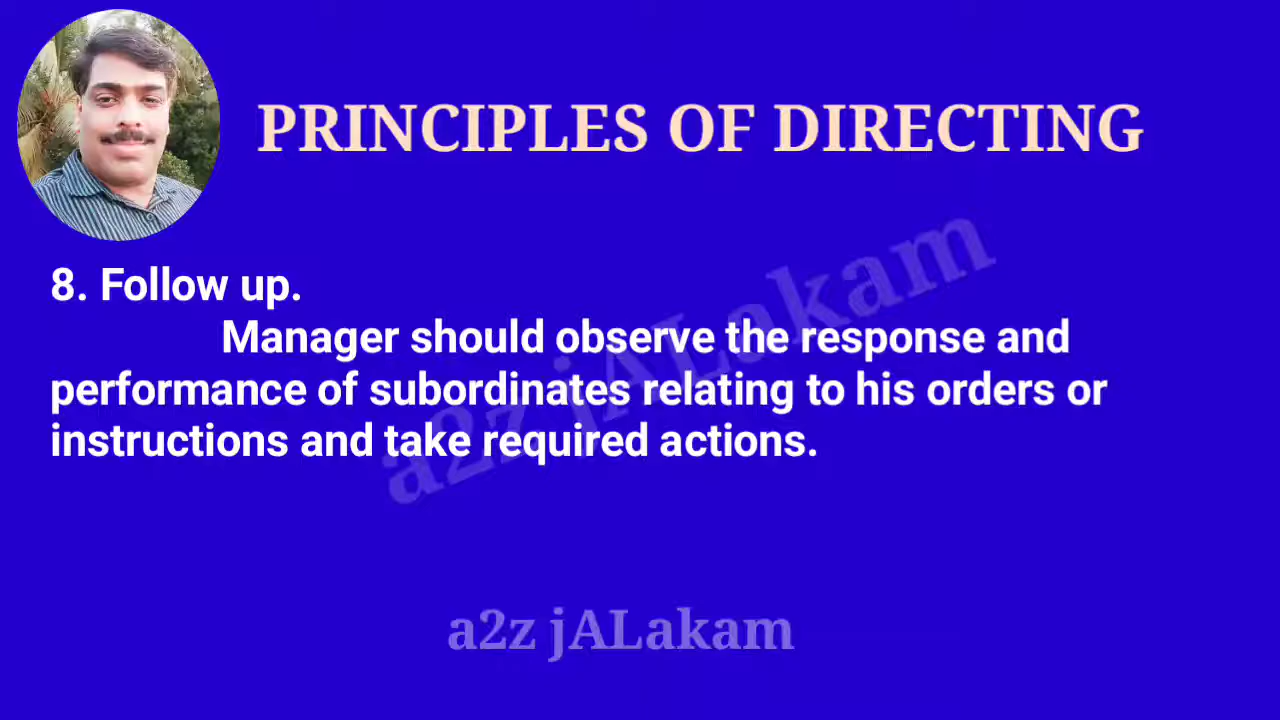 PRINCIPLES OF DIRECTING
8. Follow up.
Manager should observe the response and
performance of subordinates relating to his orders or
instructions and take required actions.
a2z jALakam
a2z jALakam